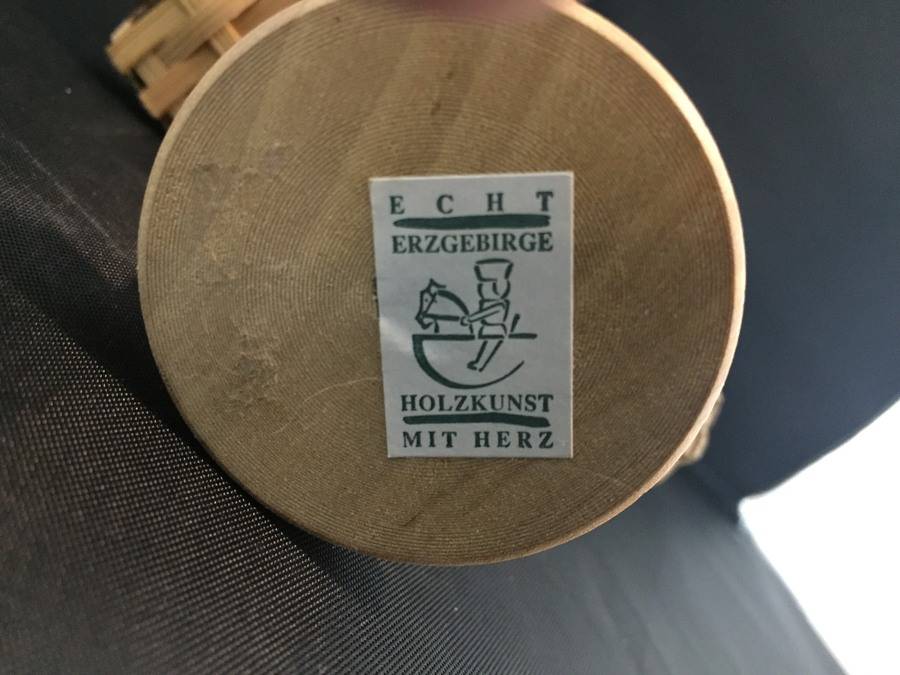 ECHT
ERZGEBIRGE
HOLZKUNST
MIT HERZ